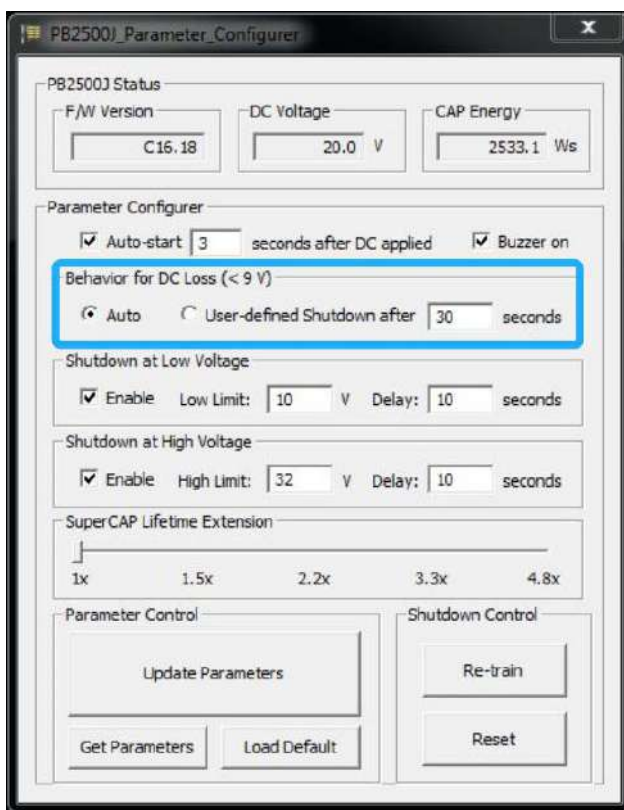 PB2500J_Parameter_Configurer
x
PB2500J Status
F/W Version
C16.18
DC Voltage
20.0 V
CAP Energy
2533.1 Ws
Parameter Configurer
Auto-start 3 seconds after DC applied
Buzzer on
Behavior for DC Loss (< 9 V)
Auto
User-defined Shutdown after 30 seconds
Shutdown at Low Voltage
Enable Low Limit: 10 V Delay: 10 seconds
Shutdown at High Voltage
Enable High Limit: 32 V Delay: 10 seconds
SuperCAP Lifetime Extension
1x 1.5x 2.2x 3.3x 4.8x
Parameter Control
Update Parameters
Get Parameters
Load Default
Shutdown Control
Re-train
Reset